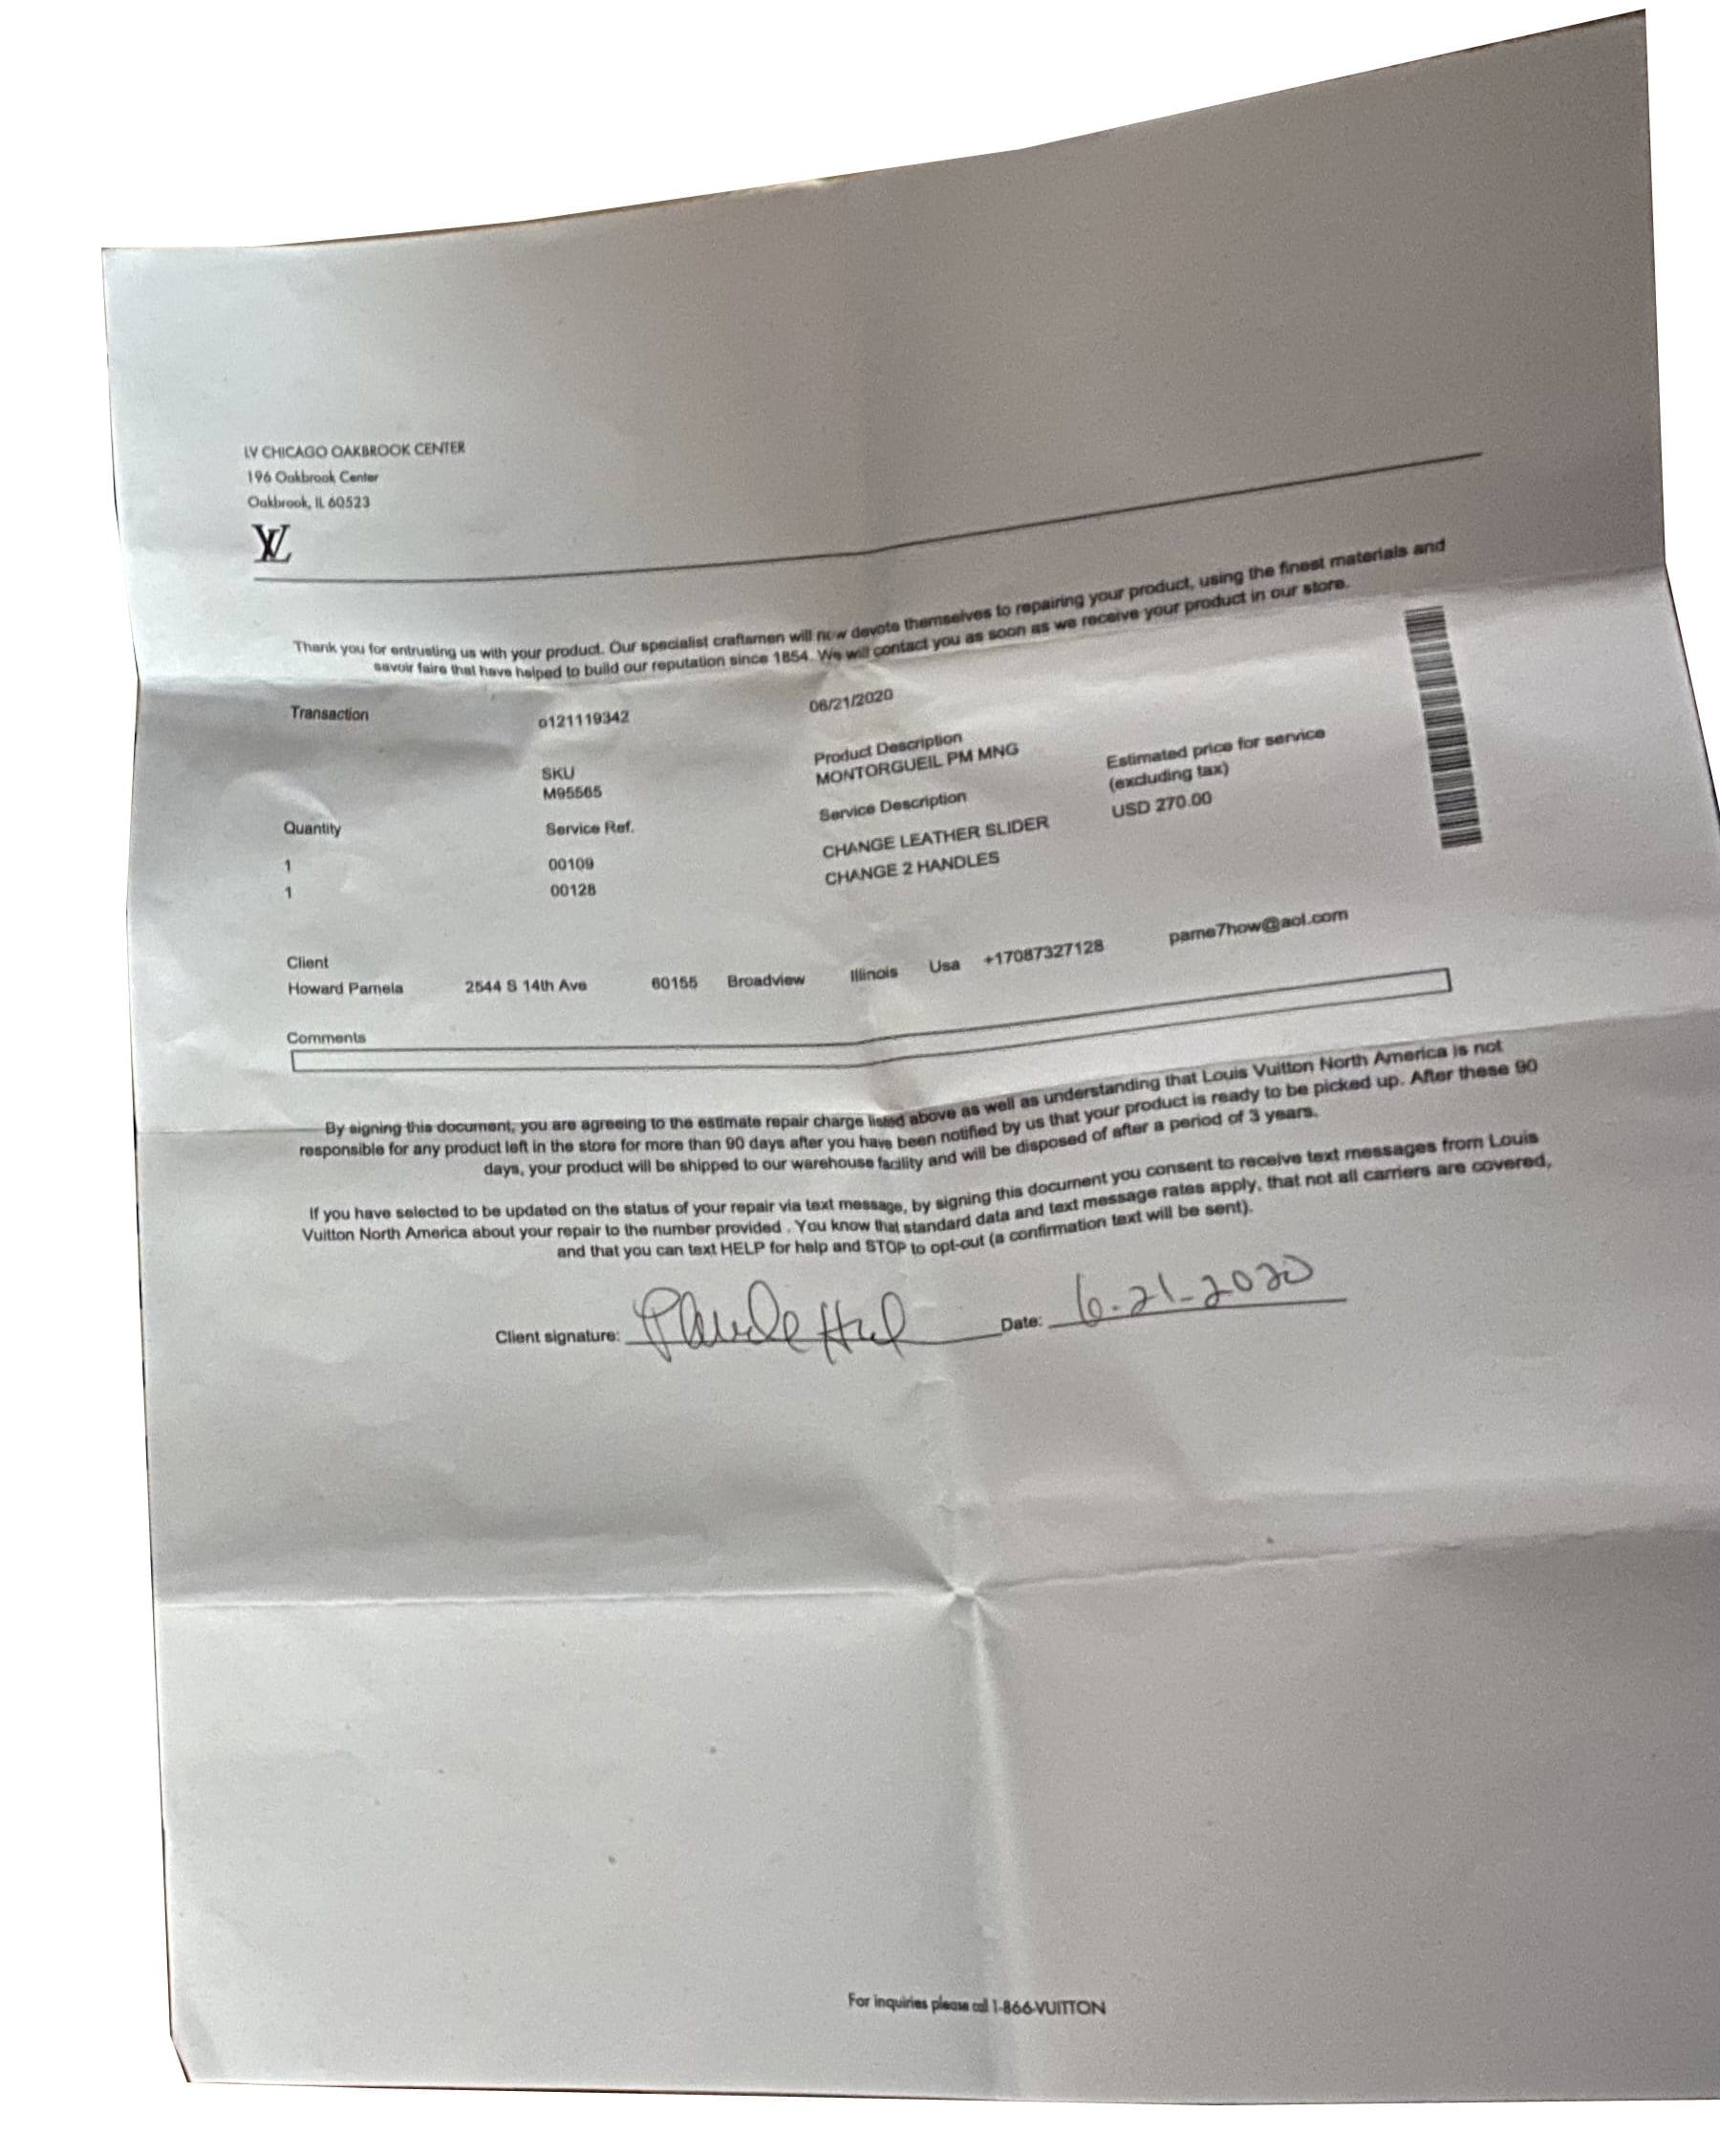 LV CHICAGO OAKBROOK CENTER
196 Oakbrook Center
Oakbrook, IL 60523
LV
Thank you for entrusting us with your product. Our specialist craftsmen will now devote themselves to repairing your product, using the finest materials and
savoir faire that have helped to build our reputation since 1854. We will contact you as soon as we receive your product in our store.
Transaction o121119342 06/21/2020
SKU Product Description
M95565 MONTORGUEIL PM MNG
Quantity Service Ref. Service Description Estimated price for service
(excluding tax)
1 00109 CHANGE LEATHER SLIDER USD 270.00
1 00128 CHANGE 2 HANDLES
Client
Howard Pamela 2544 S 14th Ave 60155 Broadview Illinois Usa +17087327128 pame7how@aol.com
Comments
By signing this document, you are agreeing to the estimate repair charge listed above as well as understanding that Louis Vuitton North America is not
responsible for any product left in the store for more than 90 days after you have been notified by us that your product is ready to be picked up. After these 90
days, your product will be shipped to our warehouse facility and will be disposed of after a period of 3 years.
If you have selected to be updated on the status of your repair via text message, by signing this document you consent to receive text messages from Louis
Vuitton North America about your repair to the number provided . You know that standard data and text message rates apply, that not all carriers are covered,
and that you can text HELP for help and STOP to opt-out (a confirmation text will be sent).
Client signature: Date: 6-21-2020
For inquiries please call 1-866-VUITTON